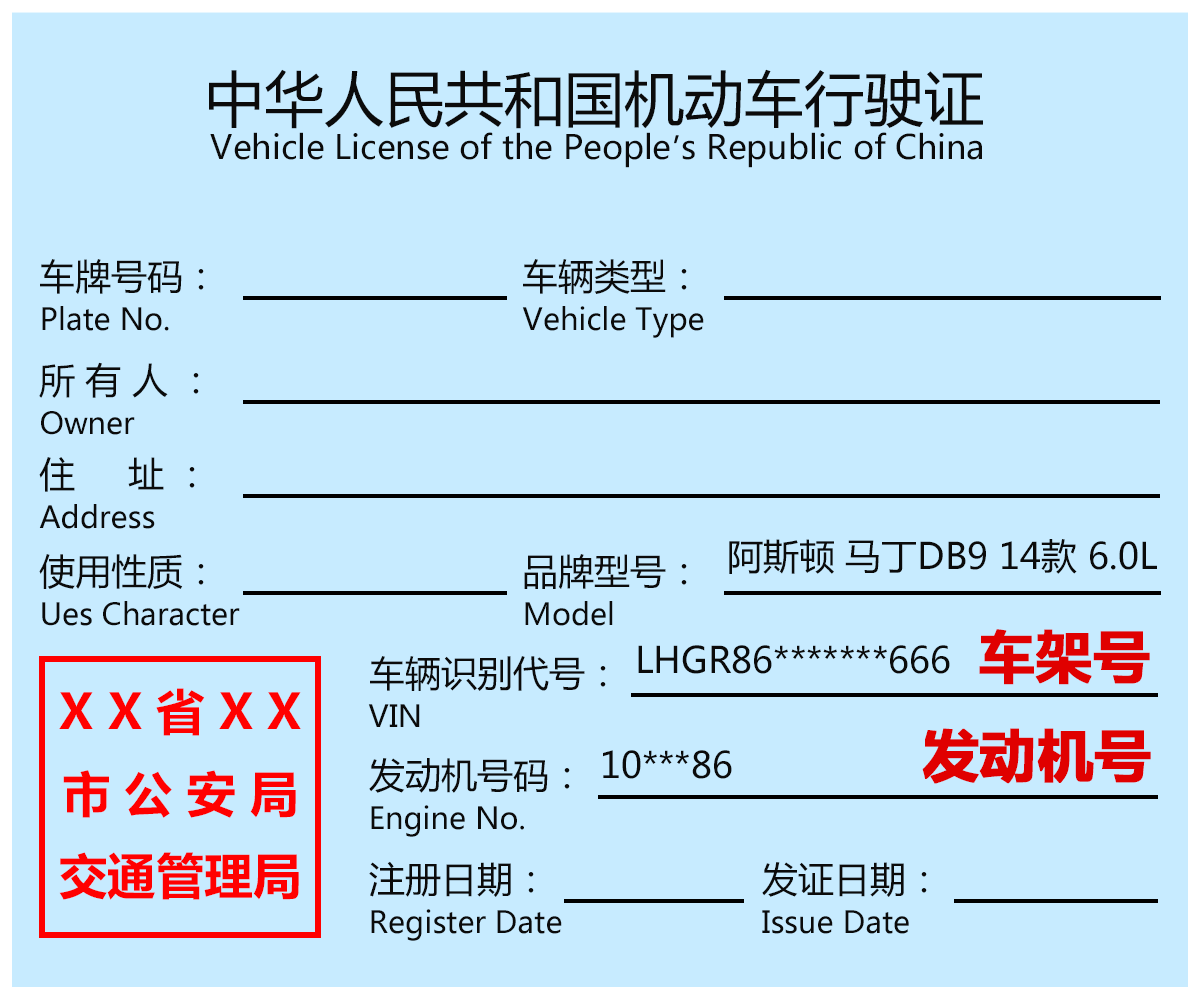 中华人民共和国机动车行驶证
Vehicle License of the People's Republic of China
车牌号码： 车辆类型：
Plate No. Vehicle Type
所 有 人 ：
Owner
住 址 ：
Address
使用性质： 品牌型号： 阿斯顿 马丁DB9 14款 6.0L
Ues Character Model
车辆识别代号： LHGR86*******666 车架号
VIN
发动机号码： 10***86 发动机号
Engine No.
注册日期： 发证日期：
Register Date Issue Date
X X 省 X X
市 公 安 局
交通管理局